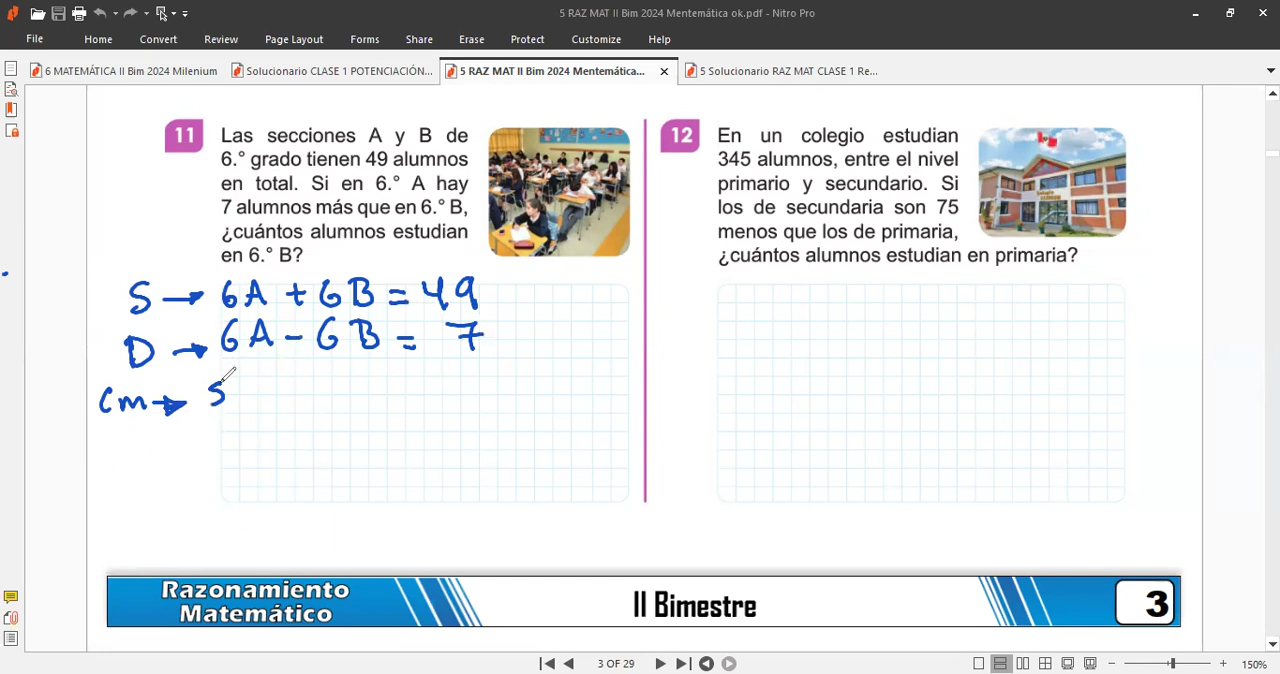 5 RAZ MAT II Bim 2024 Mentemática ok.pdf - Nitro Pro
File Home Convert Review Page Layout Forms Share Erase Protect Customize Help
6 MATEMÁTICA II Bim 2024 Milenium
Solucionario CLASE 1 POTENCIACIÓN...
5 RAZ MAT II Bim 2024 Mentemática...
5 Solucionario RAZ MAT CLASE 1 Re...
11
Las secciones A y B de
6.° grado tienen 49 alumnos
en total. Si en 6.° A hay
7 alumnos más que en 6.° B,
¿cuántos alumnos estudian
en 6.° B?
S → 6A + 6B = 49
D → 6A - 6B = 7
Cm → S
12
En un colegio estudian
345 alumnos, entre el nivel
primario y secundario. Si
los de secundaria son 75
menos que los de primaria,
¿cuántos alumnos estudian en primaria?
Razonamiento
Matemático
II Bimestre
3
3 OF 29
150%